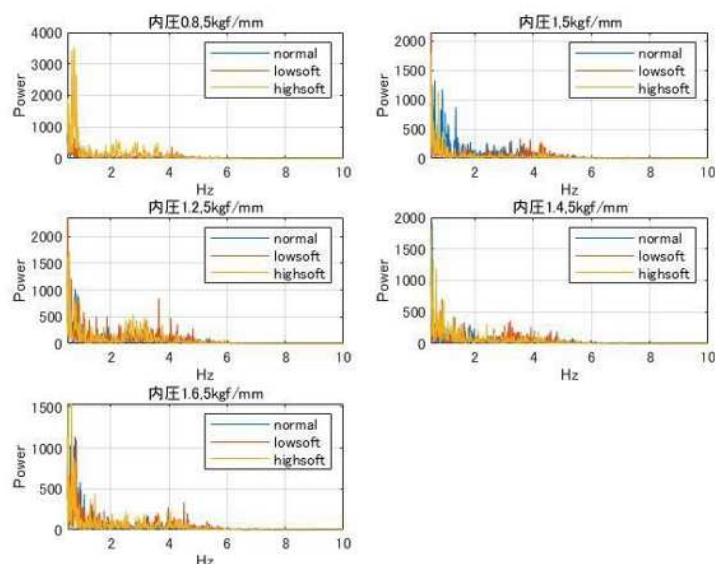 内圧0.8,5kgf/mm
4000
3000
2000
1000
0
Power
2 4 6 8 10
Hz
normal
lowsoft
highsoft
内圧1,5kgf/mm
2000
1500
1000
500
0
Power
2 4 6 8 10
Hz
normal
lowsoft
highsoft
内圧1.2,5kgf/mm
2000
1500
1000
500
0
Power
2 4 6 8 10
Hz
normal
lowsoft
highsoft
内圧1.4,5kgf/mm
2000
1500
1000
500
0
Power
2 4 6 8 10
Hz
normal
lowsoft
highsoft
内圧1.6,5kgf/mm
1500
1000
500
0
Power
2 4 6 8 10
Hz
normal
lowsoft
highsoft